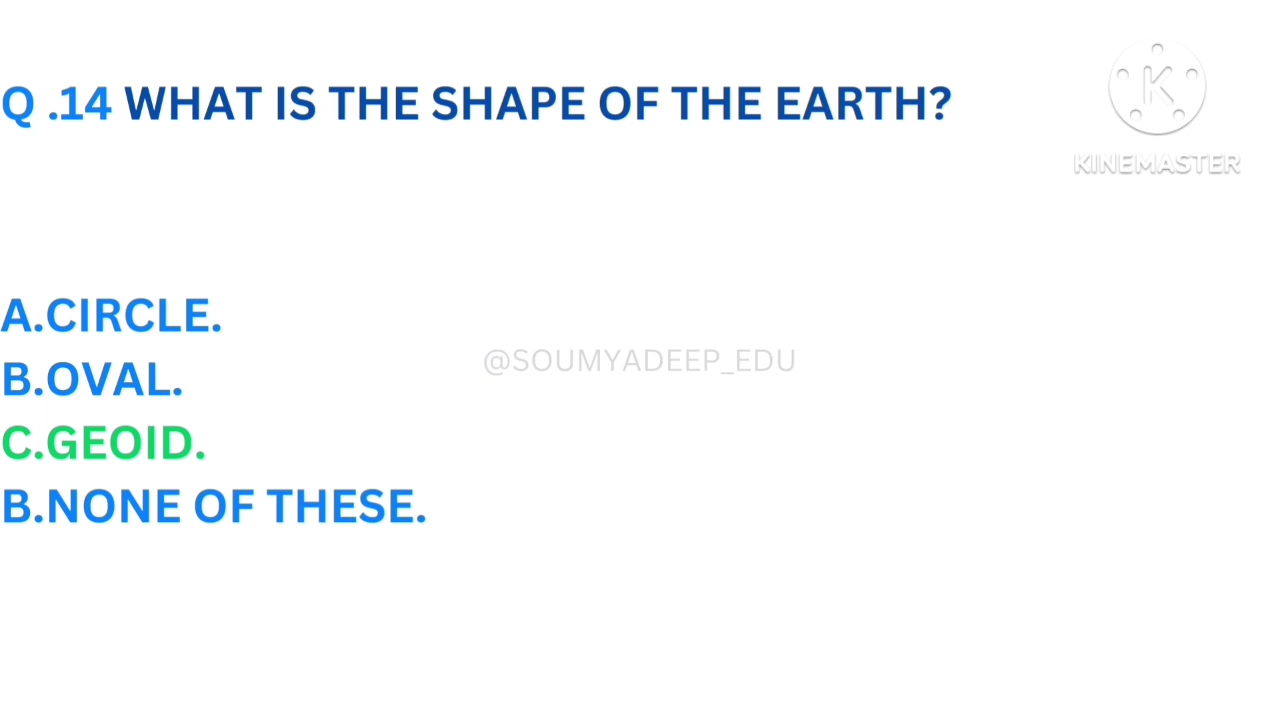 Q .14 WHAT IS THE SHAPE OF THE EARTH?
KINEMASTER
A.CIRCLE.
B.OVAL.
@SOUMYADEEP_EDU
C.GEOID.
B.NONE OF THESE.